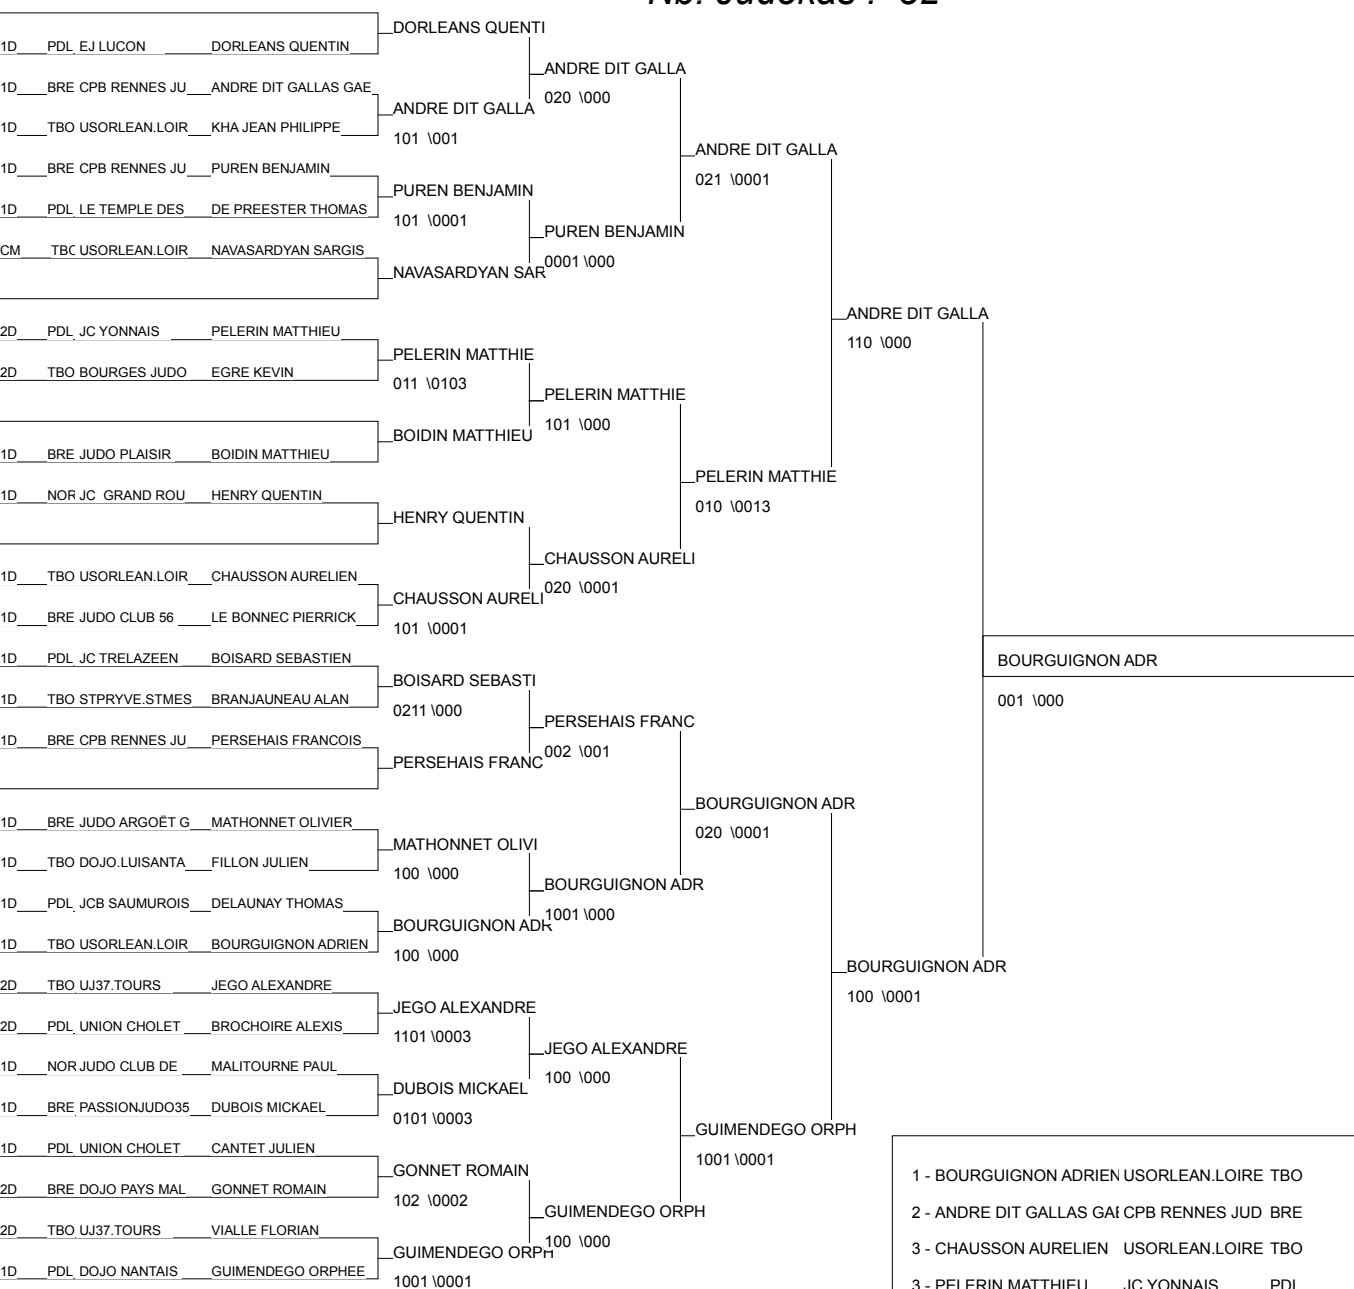 DORLEANS QUENTI
1D PDL EJ LUCON DORLEANS QUENTIN
ANDRE DIT GALLA
1D BRE CPB RENNES JU ANDRE DIT GALLAS GAE
020 \000
ANDRE DIT GALLA
1D TBO USORLEAN.LOIR KHA JEAN PHILIPPE
101 \001
ANDRE DIT GALLA
1D BRE CPB RENNES JU PUREN BENJAMIN
021 \0001
PUREN BENJAMIN
1D PDL LE TEMPLE DES DE PREESTER THOMAS
101 \0001
PUREN BENJAMIN
CM TBO USORLEAN.LOIR NAVASARDYAN SARGIS
0001 \000
NAVASARDYAN SAR
ANDRE DIT GALLA
2D PDL JC YONNAIS PELERIN MATTHIEU
110 \000
PELERIN MATTHIE
2D TBO BOURGES JUDO EGRE KEVIN
011 \0103
PELERIN MATTHIE
101 \000
BOIDIN MATTHIEU
1D BRE JUDO PLAISIR BOIDIN MATTHIEU
PELERIN MATTHIE
1D NOR JC GRAND ROU HENRY QUENTIN
010 \0013
HENRY QUENTIN
CHAUSSON AURELI
1D TBO USORLEAN.LOIR CHAUSSON AURELIEN
020 \0001
CHAUSSON AURELI
1D BRE JUDO CLUB 56 LE BONNEC PIERRICK
101 \0001
1D PDL JC TRELAZEEN BOISARD SEBASTIEN
BOURGUIGNON ADR
BOISARD SEBASTI
1D TBO STPRYVE.STMES BRANJAUNEAU ALAN
001 \000
0211 \000
PERSEHAIS FRANC
1D BRE CPB RENNES JU PERSEHAIS FRANCOIS
002 \001
PERSEHAIS FRANC
BOURGUIGNON ADR
1D BRE JUDO ARGOËT G MATHONNET OLIVIER
020 \0001
MATHONNET OLIVI
1D TBO DOJO.LUISANTA FILLON JULIEN
100 \000
BOURGUIGNON ADR
1D PDL JCB SAUMUROIS DELAUNAY THOMAS
1001 \000
BOURGUIGNON ADR
1D TBO USORLEAN.LOIR BOURGUIGNON ADRIEN
100 \000
BOURGUIGNON ADR
2D TBO UJ37.TOURS JEGO ALEXANDRE
100 \0001
JEGO ALEXANDRE
2D PDL UNION CHOLET BROCHOIRE ALEXIS
1101 \0003
JEGO ALEXANDRE
1D NOR JUDO CLUB DE MALITOURNE PAUL
100 \000
DUBOIS MICKAEL
1D BRE PASSIONJUDO35 DUBOIS MICKAEL
0101 \0003
GUIMENDEGO ORPH
1D PDL UNION CHOLET CANTET JULIEN
1001 \0001
GONNET ROMAIN
1 - BOURGUIGNON ADRIEN USORLEAN.LOIRE TBO
2D BRE DOJO PAYS MAL GONNET ROMAIN
102 \0002
GUIMENDEGO ORPH
2 - ANDRE DIT GALLAS GAE CPB RENNES JUD BRE
2D TBO UJ37.TOURS VIALLE FLORIAN
100 \000
3 - CHAUSSON AURELIEN USORLEAN.LOIRE TBO
GUIMENDEGO ORPH
1D PDL DOJO NANTAIS GUIMENDEGO ORPHEE
1001 \0001
3 - PELERIN MATTHIEU JC YONNAIS PDL